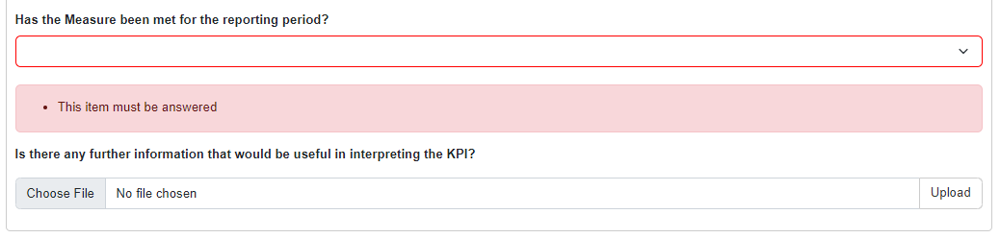 Has the Measure been met for the reporting period?
• This item must be answered
Is there any further information that would be useful in interpreting the KPI?
Choose File No file chosen Upload